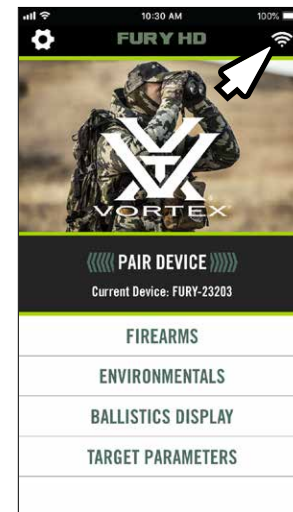 10:30 AM
100%
FURY HD
VORTEX
PAIR DEVICE
Current Device: FURY-23203
FIREARMS
ENVIRONMENTALS
BALLISTICS DISPLAY
TARGET PARAMETERS